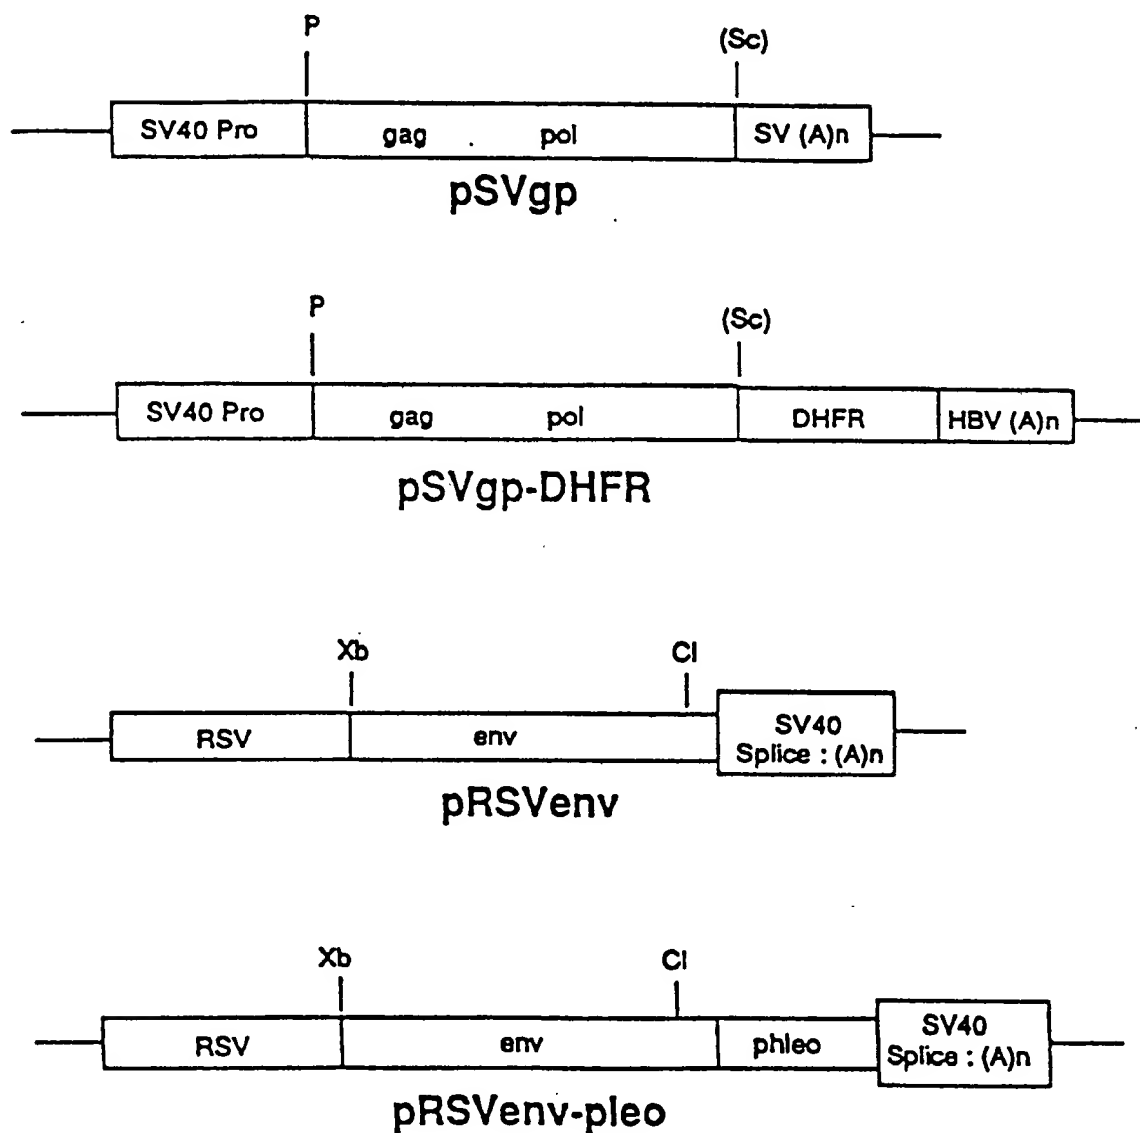 P (Sc)
SV40 Pro gag pol SV (A)n
pSVgp
P (Sc)
SV40 Pro gag pol DHFR HBV (A)n
pSVgp-DHFR
Xb Cl
RSV env SV40
Splice : (A)n
pRSVenv
Xb Cl
RSV env phleo SV40
Splice : (A)n
pRSVenv-pleo